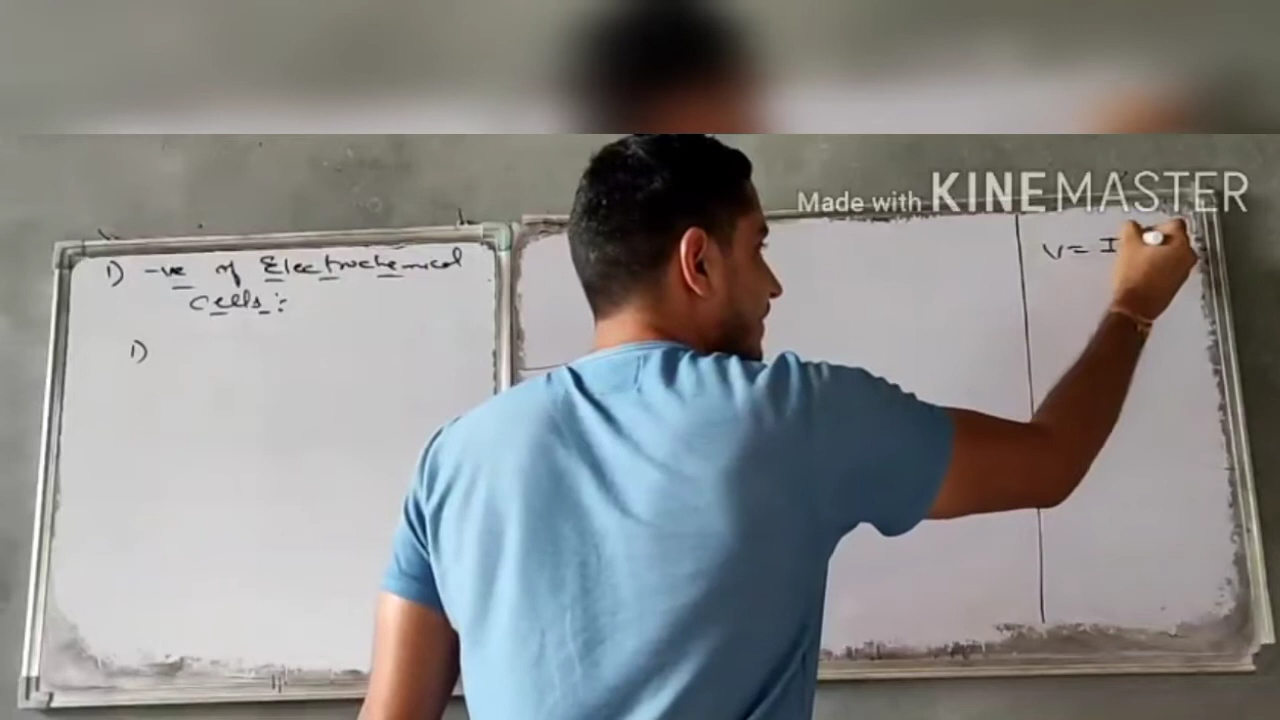 Made with KINEMASTER
1) -ve of Electrochemical
Cells :
1)
V = I